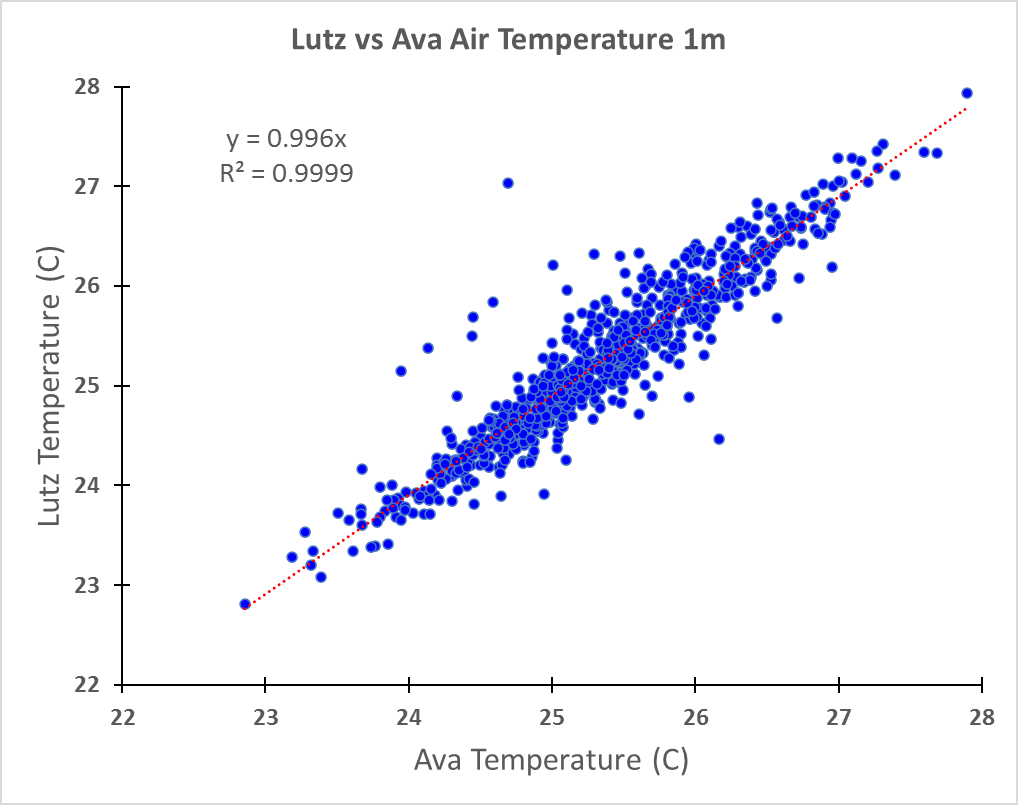 Lutz vs Ava Air Temperature 1m
y = 0.996x
R² = 0.9999
Lutz Temperature (C)
28
27
26
25
24
23
22
22 23 24 25 26 27 28
Ava Temperature (C)